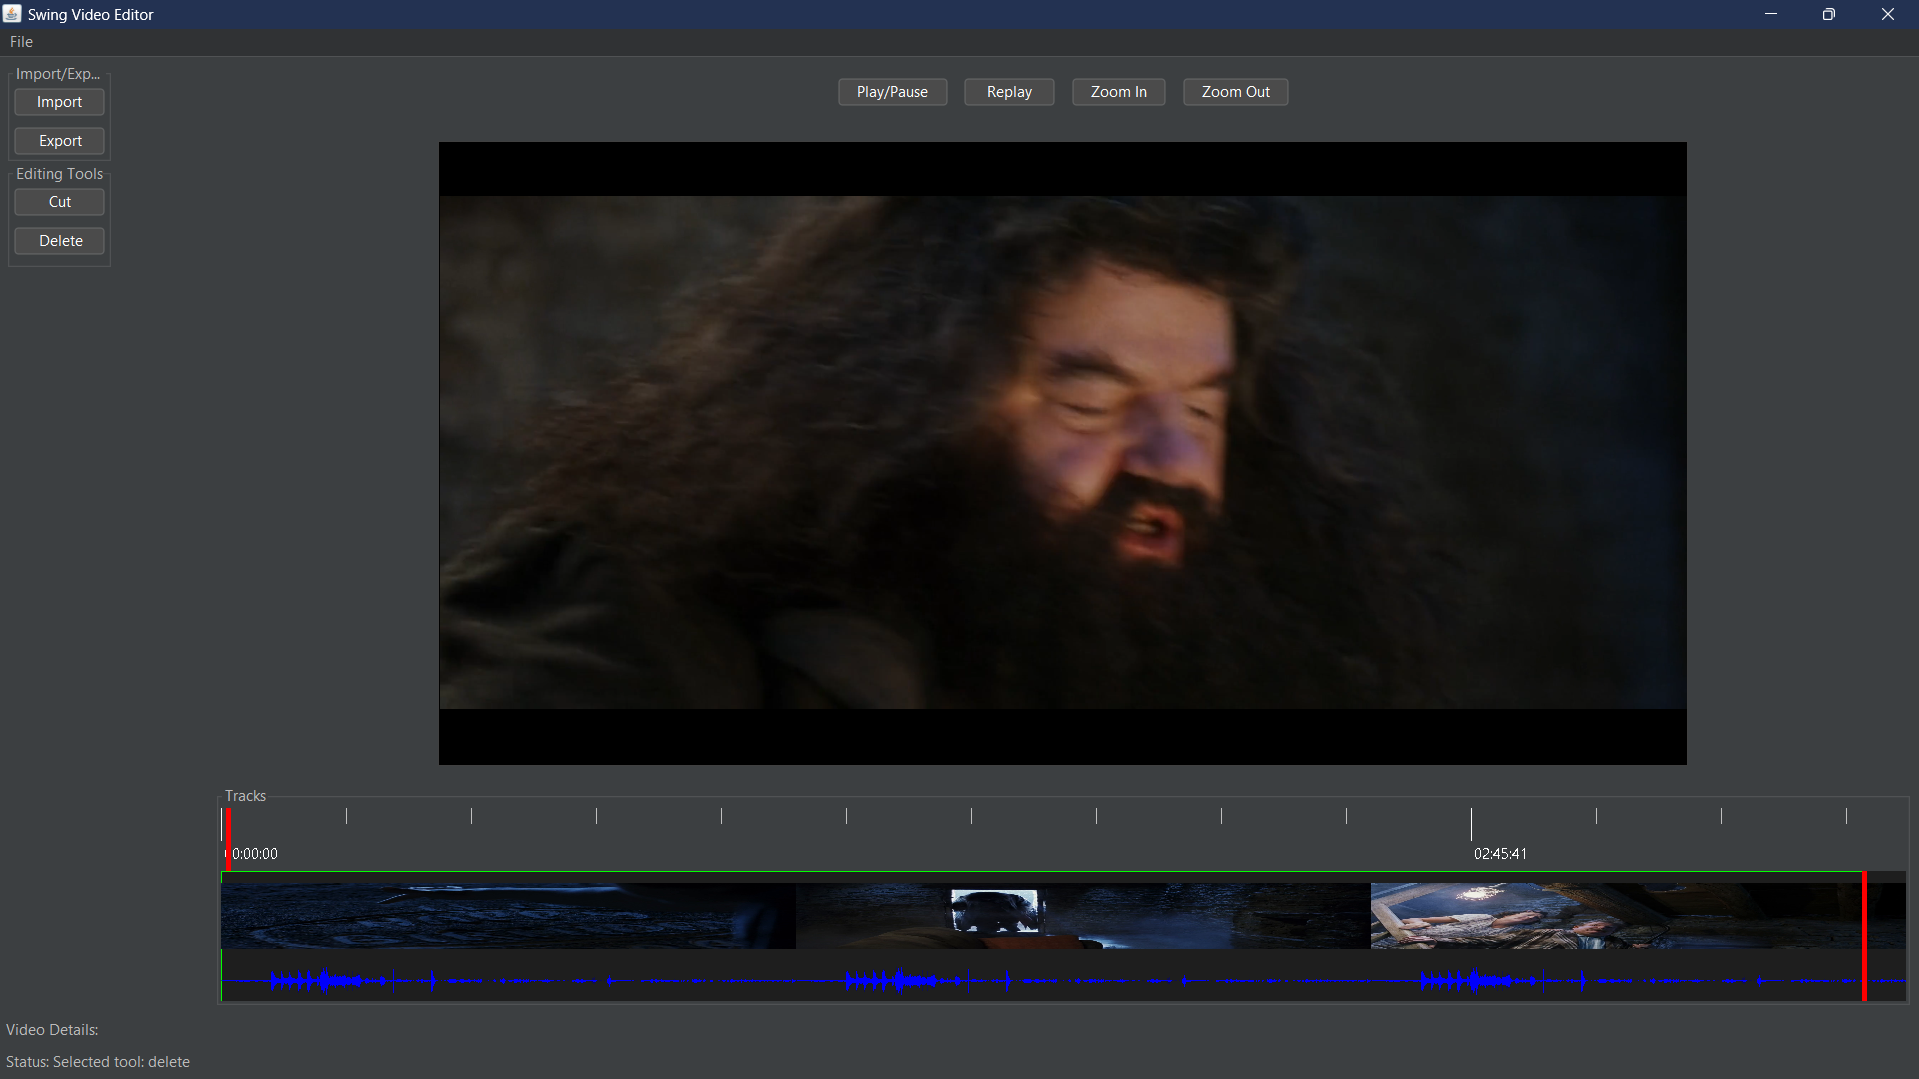 Swing Video Editor
File
Import/Exp...
Import
Export
Editing Tools
Cut
Delete
Play/Pause
Replay
Zoom In
Zoom Out
Tracks
0:00:00
02:45:41
Video Details:
Status: Selected tool: delete